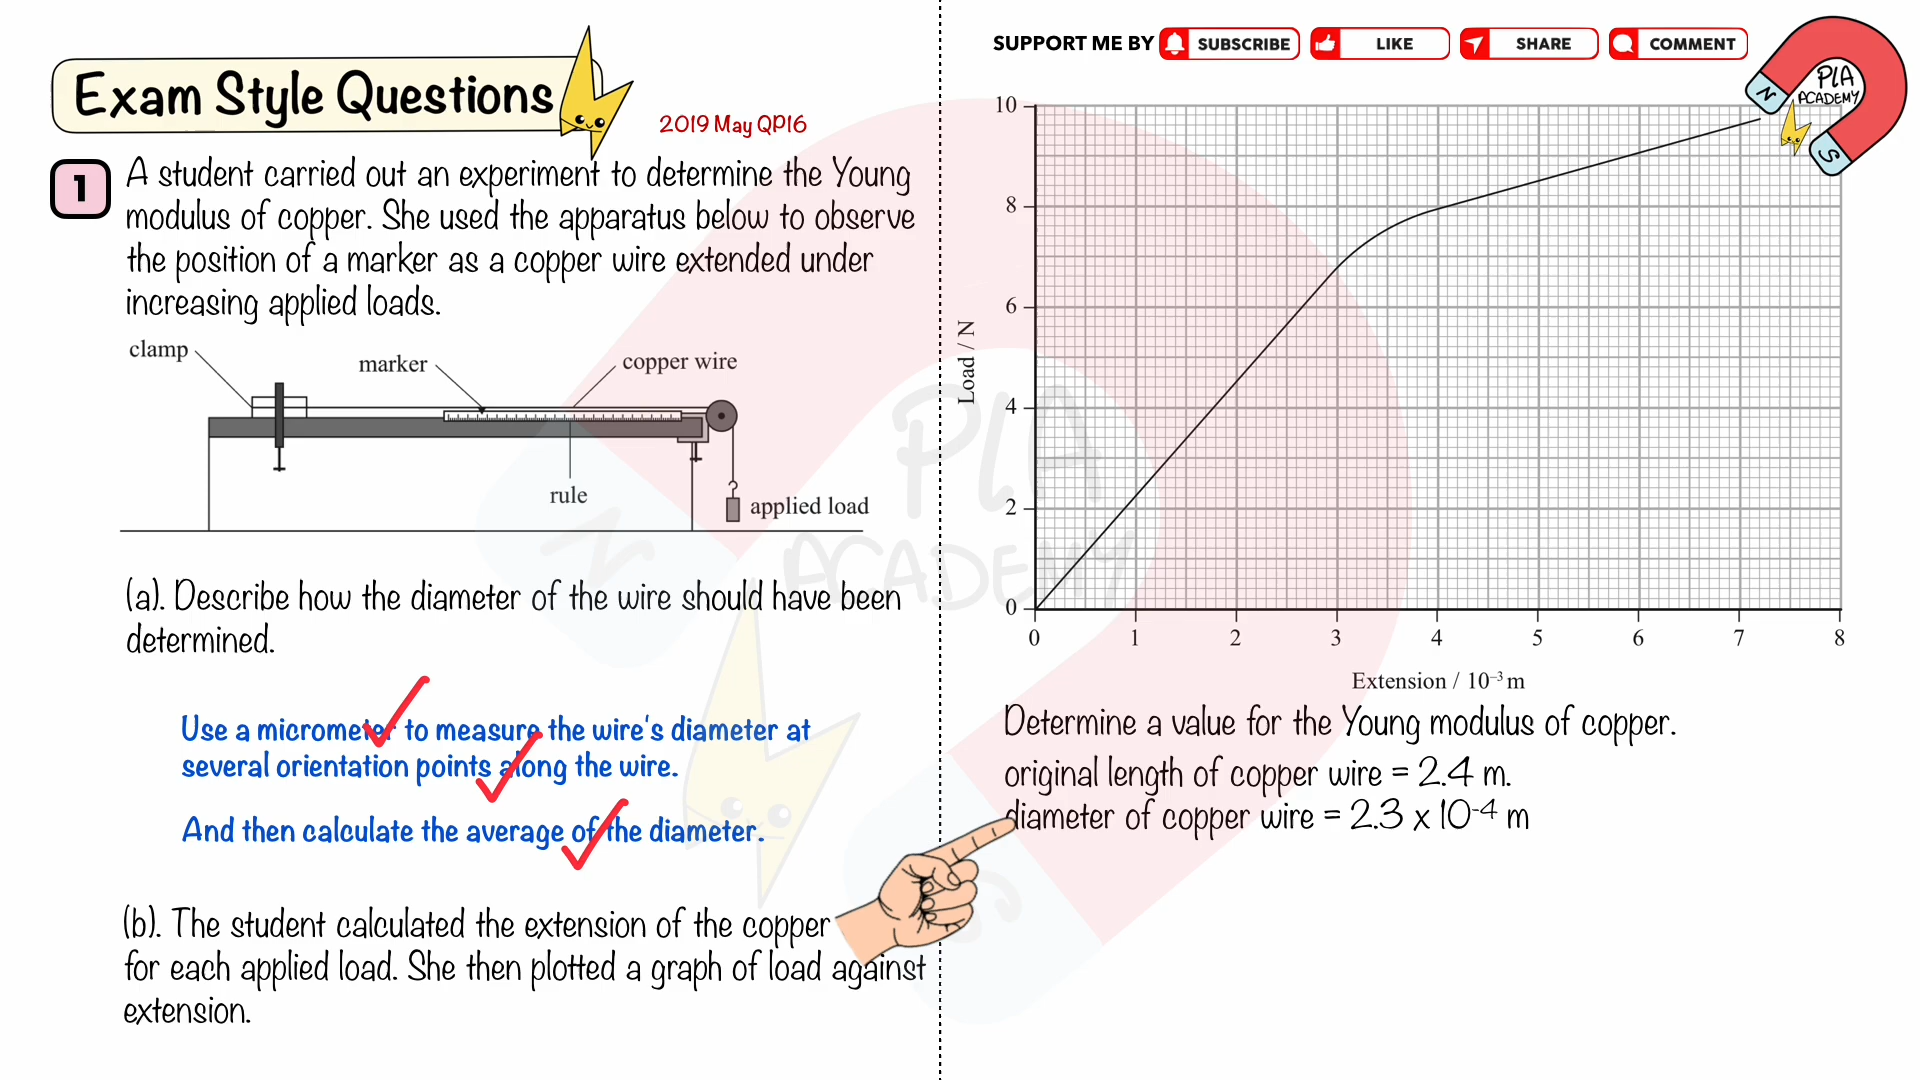 Exam Style Questions
2019 May QP16
1
A student carried out an experiment to determine the Young
modulus of copper. She used the apparatus below to observe
the position of a marker as a copper wire extended under
increasing applied loads.
clamp
marker
copper wire
rule
applied load
(a). Describe how the diameter of the wire should have been
determined.
Use a micrometer to measure the wire's diameter at
several orientation points along the wire.
And then calculate the average of the diameter.
(b). The student calculated the extension of the copper
for each applied load. She then plotted a graph of load against
extension.
SUPPORT ME BY SUBSCRIBE LIKE SHARE COMMENT
PLA
ACADEMY
N
S
10
8
6
4
2
0
Load / N
0 1 2 3 4 5 6 7 8
Extension / 10⁻³ m
Determine a value for the Young modulus of copper.
original length of copper wire = 2.4 m.
diameter of copper wire = 2.3 x 10⁻⁴ m
PLA
ACADEMY
N
S